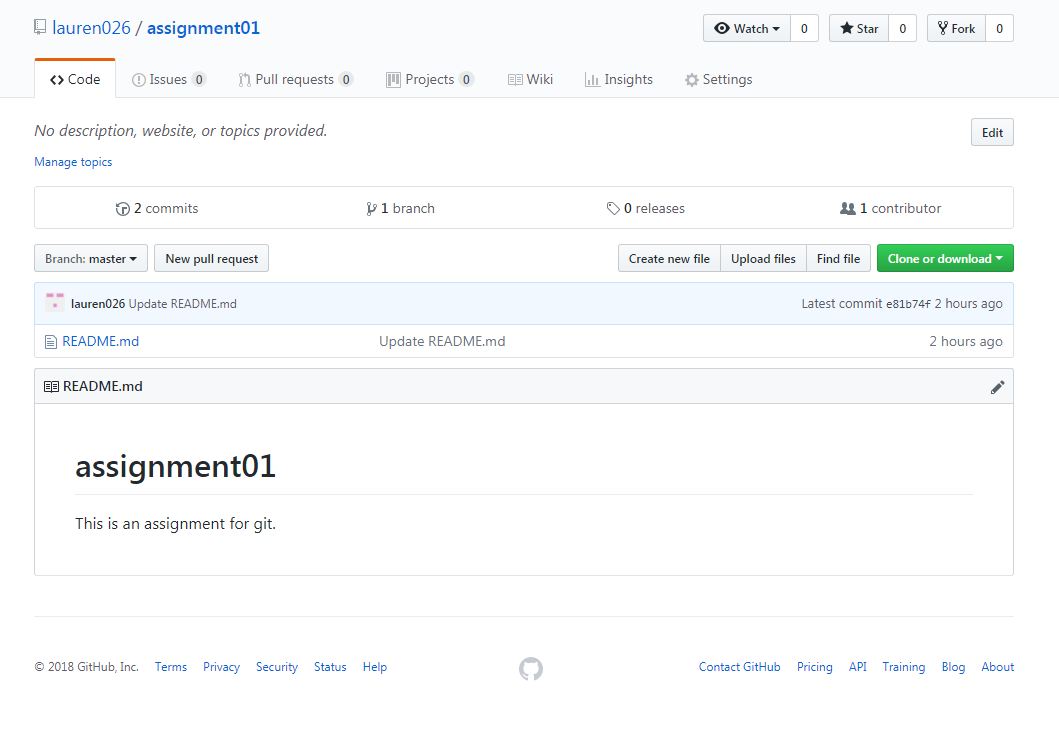 lauren026 / assignment01 Watch 0 Star 0 Fork 0
Code Issues 0 Pull requests 0 Projects 0 Wiki Insights Settings
No description, website, or topics provided. Edit
Manage topics
2 commits 1 branch 0 releases 1 contributor
Branch: master New pull request Create new file Upload files Find file Clone or download
lauren026 Update README.md Latest commit e81b74f 2 hours ago
README.md Update README.md 2 hours ago
README.md
assignment01
This is an assignment for git.
© 2018 GitHub, Inc. Terms Privacy Security Status Help Contact GitHub Pricing API Training Blog About